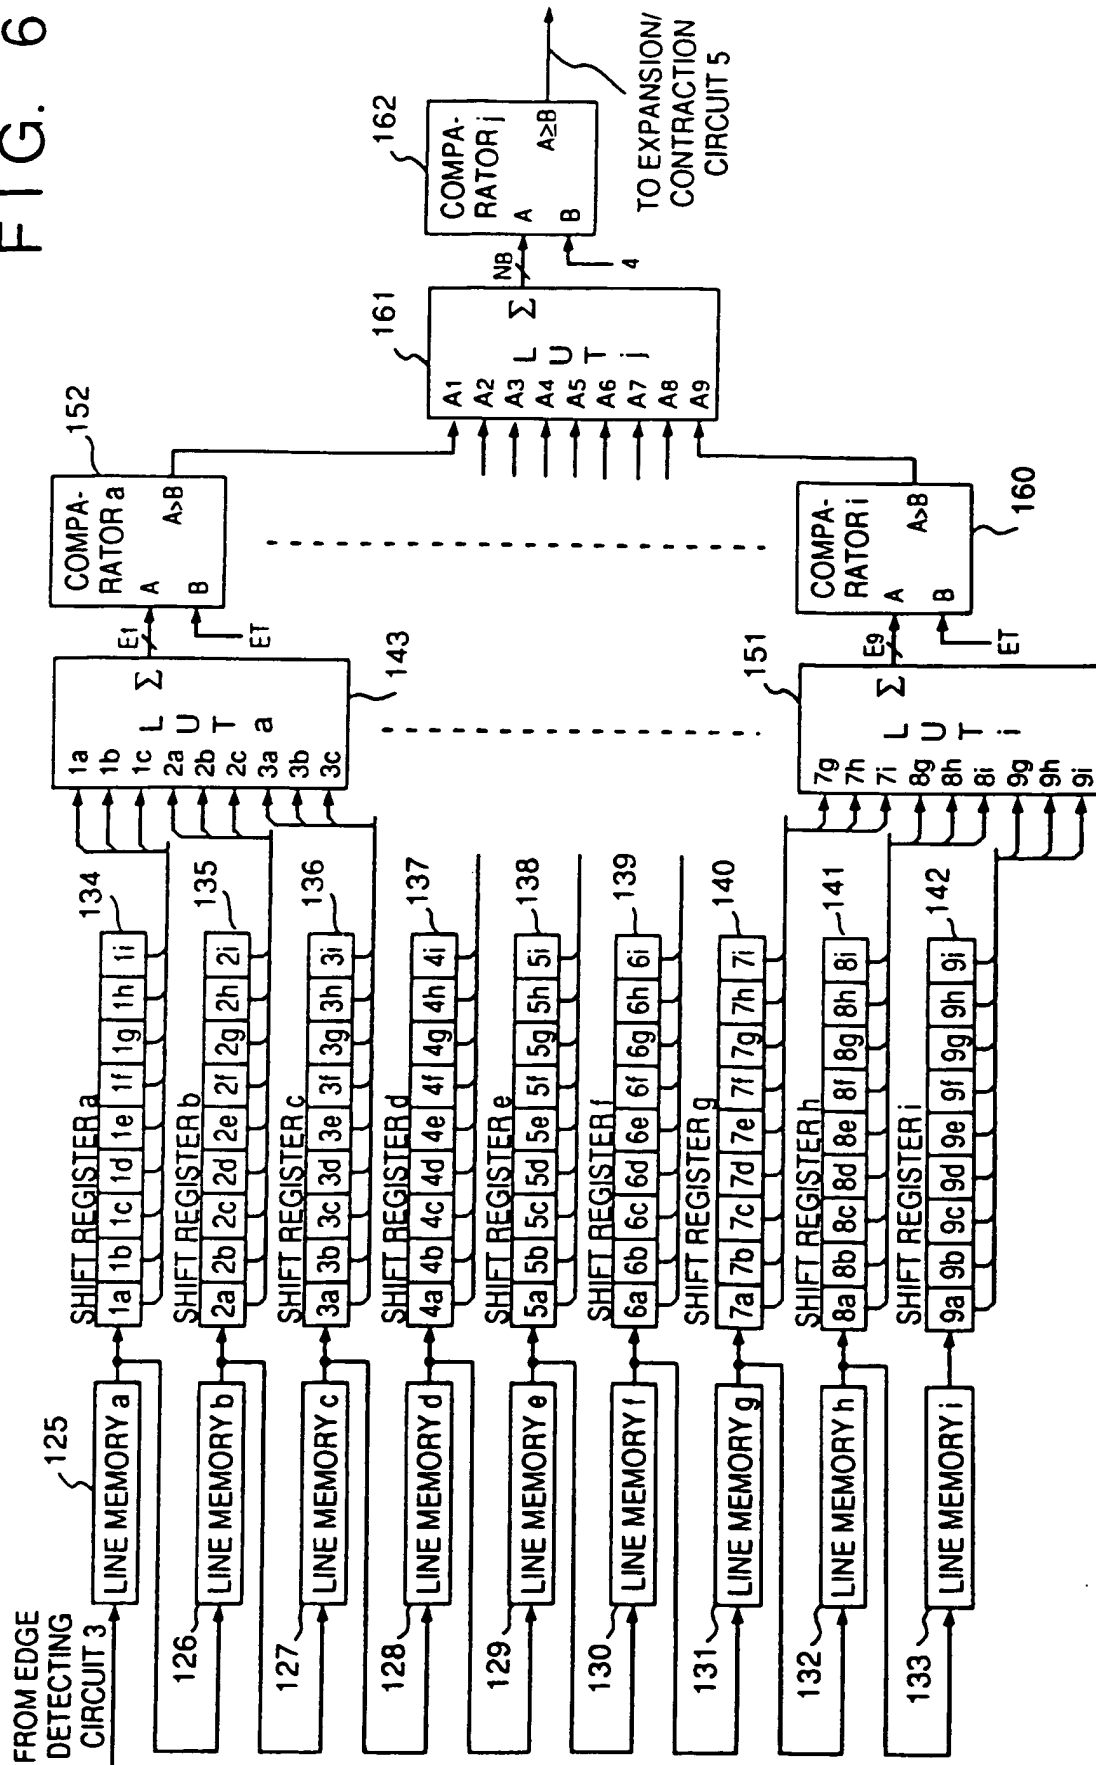 FIG. 6
FROM EDGE
DETECTING
CIRCUIT 3
125
LINE MEMORY a
SHIFT REGISTER a
1a 1b 1c 1d 1e 1f 1g 1h 1i
134
126
LINE MEMORY b
SHIFT REGISTER b
2a 2b 2c 2d 2e 2f 2g 2h 2i
135
127
LINE MEMORY c
SHIFT REGISTER c
3a 3b 3c 3d 3e 3f 3g 3h 3i
136
128
LINE MEMORY d
SHIFT REGISTER d
4a 4b 4c 4d 4e 4f 4g 4h 4i
137
129
LINE MEMORY e
SHIFT REGISTER e
5a 5b 5c 5d 5e 5f 5g 5h 5i
138
130
LINE MEMORY f
SHIFT REGISTER f
6a 6b 6c 6d 6e 6f 6g 6h 6i
139
131
LINE MEMORY g
SHIFT REGISTER g
7a 7b 7c 7d 7e 7f 7g 7h 7i
140
132
LINE MEMORY h
SHIFT REGISTER h
8a 8b 8c 8d 8e 8f 8g 8h 8i
141
133
LINE MEMORY i
SHIFT REGISTER i
9a 9b 9c 9d 9e 9f 9g 9h 9i
142
1a
1b
1c
2a
2b
2c
3a
3b
3c
LUT a
Σ
143
E1
ET
COMPA-
RATOR a
A
B
A>B
152
7g
7h
7i
8g
8h
8i
9g
9h
9i
LUT i
Σ
151
E9
ET
COMPA-
RATOR i
A
B
A>B
160
A1
A2
A3
A4
A5
A6
A7
A8
A9
LUT j
Σ
161
NB
4
COMPA-
RATOR j
A
B
A≥B
162
TO EXPANSION/
CONTRACTION
CIRCUIT 5